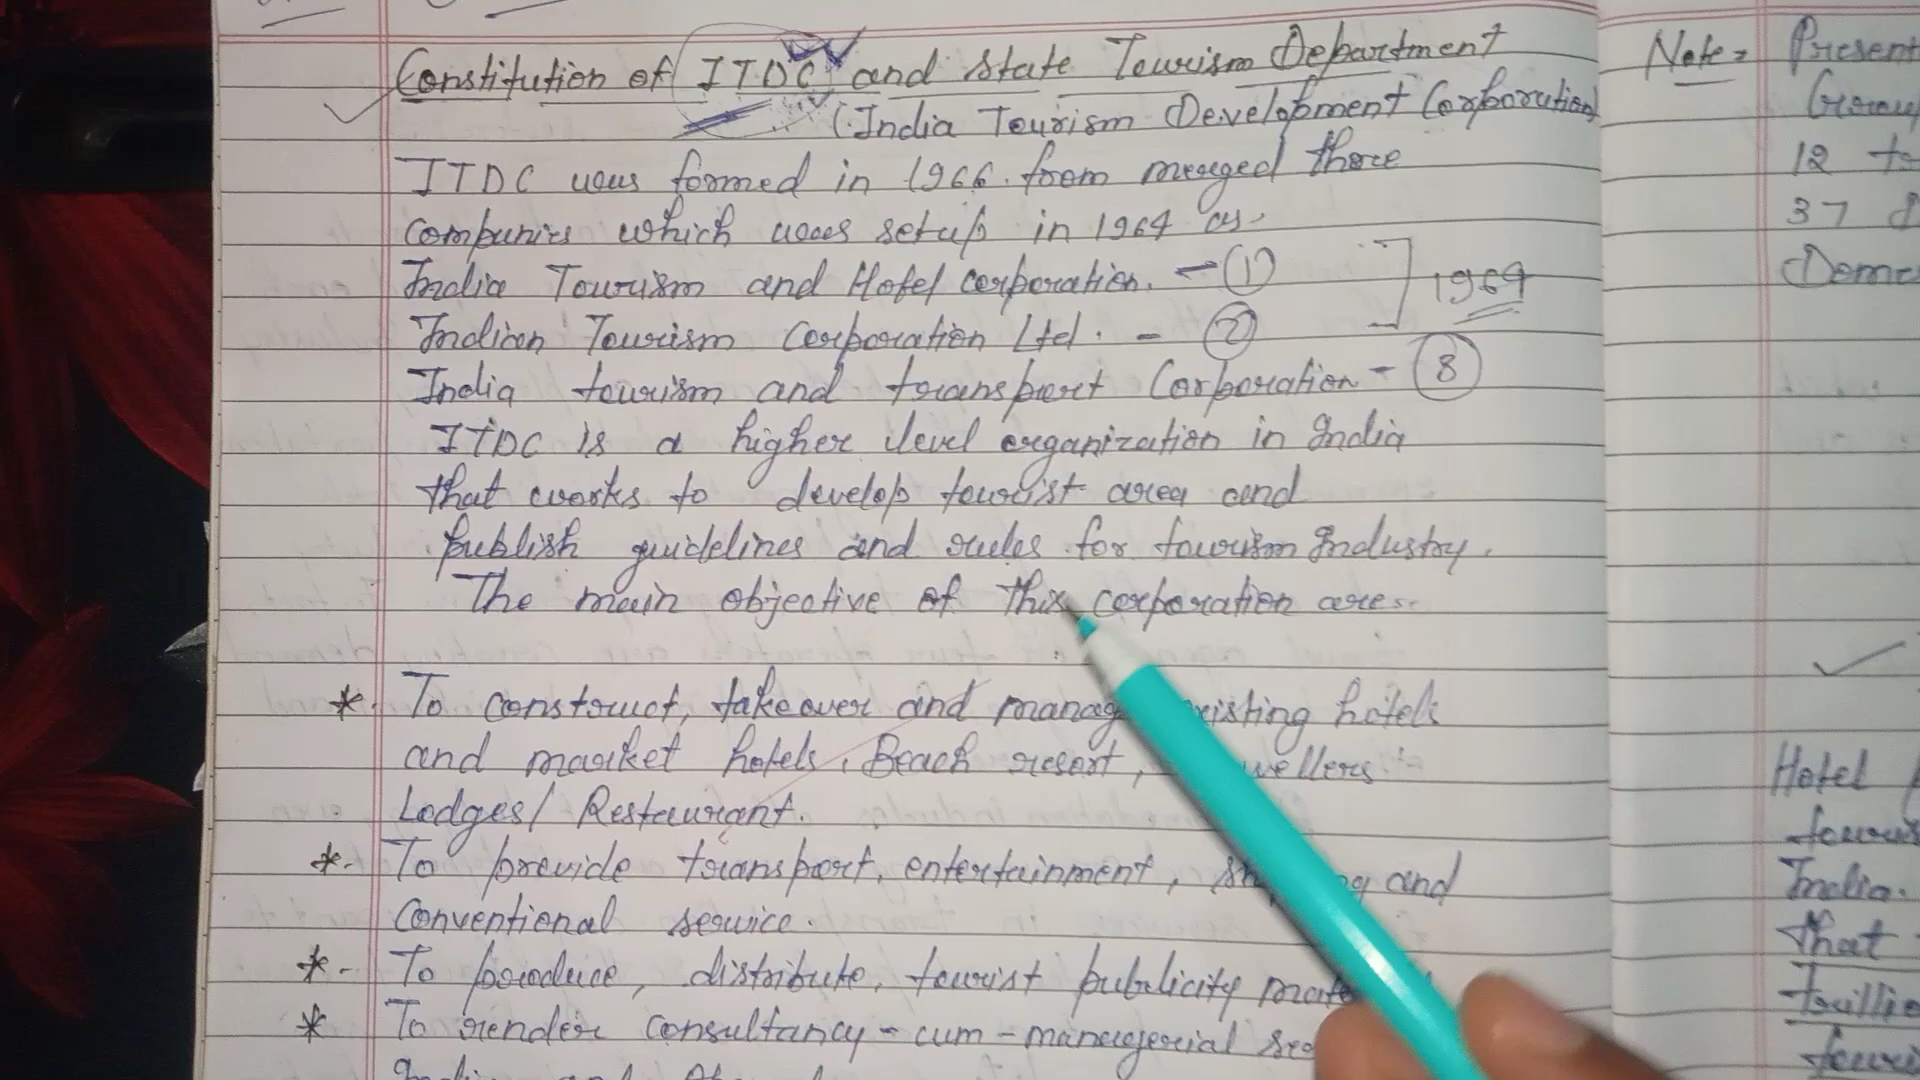 Constitution of ITDC and state Tourism Department
(India Tourism Development Corporation)
ITDC was formed in 1966 from merged three
companies which was setup in 1964 as-
India Tourism and Hotel corporation. - 1
Indian Tourism Corporation Ltd. - 2
1964
India tourism and transport Corporation - 3
ITDC is a higher level organization in India
that works to develop tourist area and
publish guidelines and rules for tourism Industry.
The main objective of this corporation are:-
* To construct, takeover and manage existing hotels
and market hotels, Beach resort,
Lodges/ Restaurant.
* - To provide transport, entertainment, and
Conventional service.
* - To produce, distribute, tourist publicity
* To render consultancy - cum - managerial
Note = Present
12 to
37
Hotel
India.
that